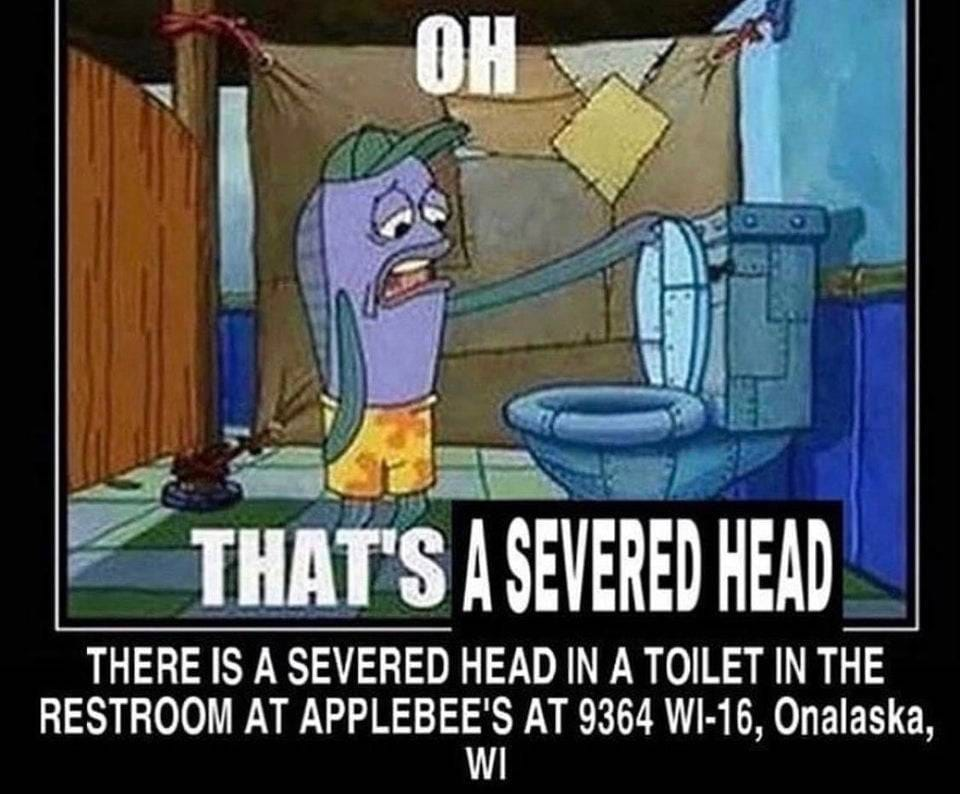 OH
THAT'S A SEVERED HEAD
THERE IS A SEVERED HEAD IN A TOILET IN THE
RESTROOM AT APPLEBEE'S AT 9364 WI-16, Onalaska,
WI